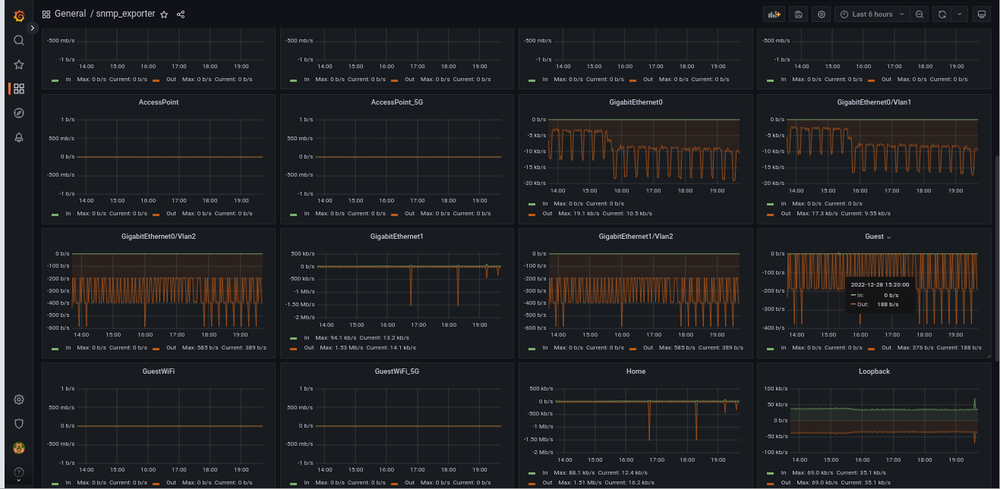 General / snmp_exporter
Last 6 hours
-500 mb/s
-1 b/s
14:00 15:00 16:00 17:00 18:00 19:00
In Max: 0 b/s Current: 0 b/s Out Max: 0 b/s Current: 0 b/s
-500 mb/s
-1 b/s
14:00 15:00 16:00 17:00 18:00 19:00
In Max: 0 b/s Current: 0 b/s Out Max: 0 b/s Current: 0 b/s
-500 mb/s
-1 b/s
14:00 15:00 16:00 17:00 18:00 19:00
In Max: 0 b/s Current: 0 b/s Out Max: 0 b/s Current: 0 b/s
-500 mb/s
-1 b/s
14:00 15:00 16:00 17:00 18:00 19:00
In Max: 0 b/s Current: 0 b/s Out Max: 0 b/s Current: 0 b/s
AccessPoint
1 b/s
500 mb/s
0 b/s
-500 mb/s
-1 b/s
14:00 15:00 16:00 17:00 18:00 19:00
In Max: 0 b/s Current: 0 b/s Out Max: 0 b/s Current: 0 b/s
AccessPoint_5G
1 b/s
500 mb/s
0 b/s
-500 mb/s
-1 b/s
14:00 15:00 16:00 17:00 18:00 19:00
In Max: 0 b/s Current: 0 b/s Out Max: 0 b/s Current: 0 b/s
GigabitEthernet0
0 b/s
-5 kb/s
-10 kb/s
-15 kb/s
-20 kb/s
14:00 15:00 16:00 17:00 18:00 19:00
In Max: 0 b/s Current: 0 b/s
Out Max: 19.1 kb/s Current: 10.5 kb/s
GigabitEthernet0/Vlan1
0 b/s
-5 kb/s
-10 kb/s
-15 kb/s
-20 kb/s
14:00 15:00 16:00 17:00 18:00 19:00
In Max: 0 b/s Current: 0 b/s
Out Max: 17.3 kb/s Current: 9.55 kb/s
GigabitEthernet0/Vlan2
0 b/s
-100 b/s
-200 b/s
-300 b/s
-400 b/s
-500 b/s
-600 b/s
14:00 15:00 16:00 17:00 18:00 19:00
In Max: 0 b/s Current: 0 b/s Out Max: 585 b/s Current: 389 b/s
GigabitEthernet1
500 kb/s
0 b/s
-500 kb/s
-1 Mb/s
-1.50 Mb/s
-2 Mb/s
14:00 15:00 16:00 17:00 18:00 19:00
In Max: 94.1 kb/s Current: 13.2 kb/s
Out Max: 1.53 Mb/s Current: 14.1 kb/s
GigabitEthernet1/Vlan2
0 b/s
-100 b/s
-200 b/s
-300 b/s
-400 b/s
-500 b/s
-600 b/s
14:00 15:00 16:00 17:00 18:00 19:00
In Max: 0 b/s Current: 0 b/s Out Max: 585 b/s Current: 389 b/s
Guest
0 b/s
-100 b/s
-200 b/s
-300 b/s
-400 b/s
2022-12-28 15:20:00
In: 0 b/s
Out: 188 b/s
14:00 15:00 16:00 17:00 18:00 19:00
In Max: 0 b/s Current: 0 b/s Out Max: 376 b/s Current: 188 b/s
GuestWiFi
1 b/s
500 mb/s
0 b/s
-500 mb/s
-1 b/s
14:00 15:00 16:00 17:00 18:00 19:00
In Max: 0 b/s Current: 0 b/s Out Max: 0 b/s Current: 0 b/s
GuestWiFi_5G
1 b/s
500 mb/s
0 b/s
-500 mb/s
-1 b/s
14:00 15:00 16:00 17:00 18:00 19:00
In Max: 0 b/s Current: 0 b/s Out Max: 0 b/s Current: 0 b/s
Home
500 kb/s
0 b/s
-500 kb/s
-1 Mb/s
-1.50 Mb/s
-2 Mb/s
14:00 15:00 16:00 17:00 18:00 19:00
In Max: 88.1 kb/s Current: 12.4 kb/s
Out Max: 1.51 Mb/s Current: 16.2 kb/s
Loopback
100 kb/s
50 kb/s
0 b/s
-50 kb/s
-100 kb/s
14:00 15:00 16:00 17:00 18:00 19:00
In Max: 69.0 kb/s Current: 35.1 kb/s
Out Max: 69.0 kb/s Current: 35.1 kb/s